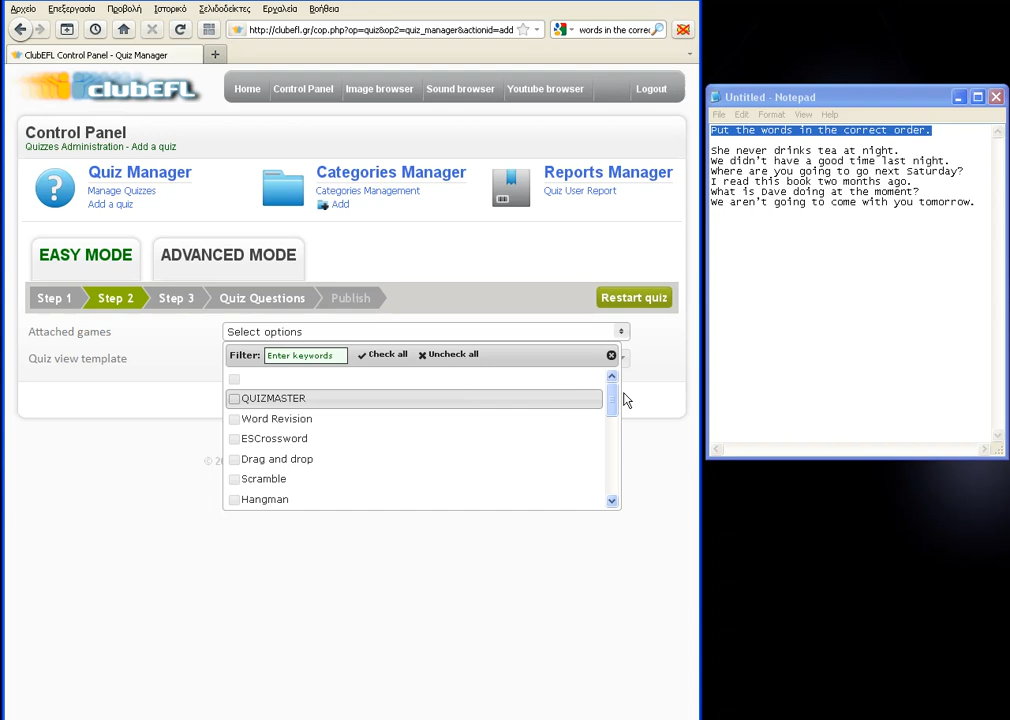 Αρχείο Επεξεργασία Προβολή Ιστορικό Σελιδοδείκτες Εργαλεία Βοήθεια
http://clubefl.gr/cop.php?op=quiz&op2=quiz_manager&actionid=add
words in the correc
ClubEFL Control Panel - Quiz Manager
clubEFL
Home Control Panel Image browser Sound browser Youtube browser Logout
Control Panel
Quizzes Administration - Add a quiz
Quiz Manager
Manage Quizzes
Add a quiz
Categories Manager
Categories Management
Add
Reports Manager
Quiz User Report
EASY MODE ADVANCED MODE
Step 1 Step 2 Step 3 Quiz Questions Publish Restart quiz
Attached games Select options
Quiz view template
Filter: Enter keywords Check all Uncheck all
QUIZMASTER
Word Revision
ESCrossword
Drag and drop
Scramble
Hangman
© 2
Untitled - Notepad
File Edit Format View Help
Put the words in the correct order.
She never drinks tea at night.
We didn't have a good time last night.
Where are you going to go next Saturday?
I read this book two months ago.
What is Dave doing at the moment?
We aren't going to come with you tomorrow.